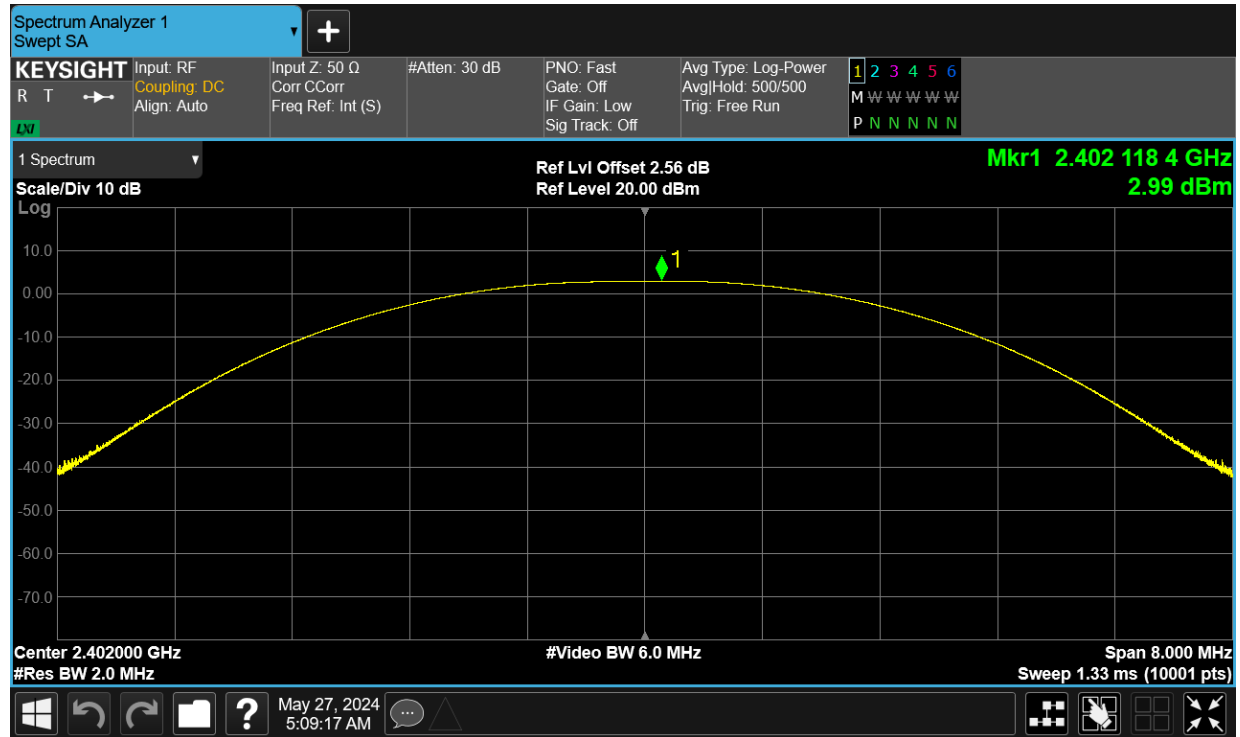 Spectrum Analyzer 1
Swept SA
KEYSIGHT
R T
LXI
Input: RF
Coupling: DC
Align: Auto
Input Z: 50 Ω
Corr CCorr
Freq Ref: Int (S)
#Atten: 30 dB
PNO: Fast
Gate: Off
IF Gain: Low
Sig Track: Off
Avg Type: Log-Power
Avg|Hold: 500/500
Trig: Free Run
1 2 3 4 5 6
M W W W W W
P N N N N N
1 Spectrum
Scale/Div 10 dB
Log
Ref Lvl Offset 2.56 dB
Ref Level 20.00 dBm
Mkr1 2.402 118 4 GHz
2.99 dBm
1
10.0
0.00
-10.0
-20.0
-30.0
-40.0
-50.0
-60.0
-70.0
Center 2.402000 GHz
#Res BW 2.0 MHz
#Video BW 6.0 MHz
Span 8.000 MHz
Sweep 1.33 ms (10001 pts)
?
May 27, 2024
5:09:17 AM